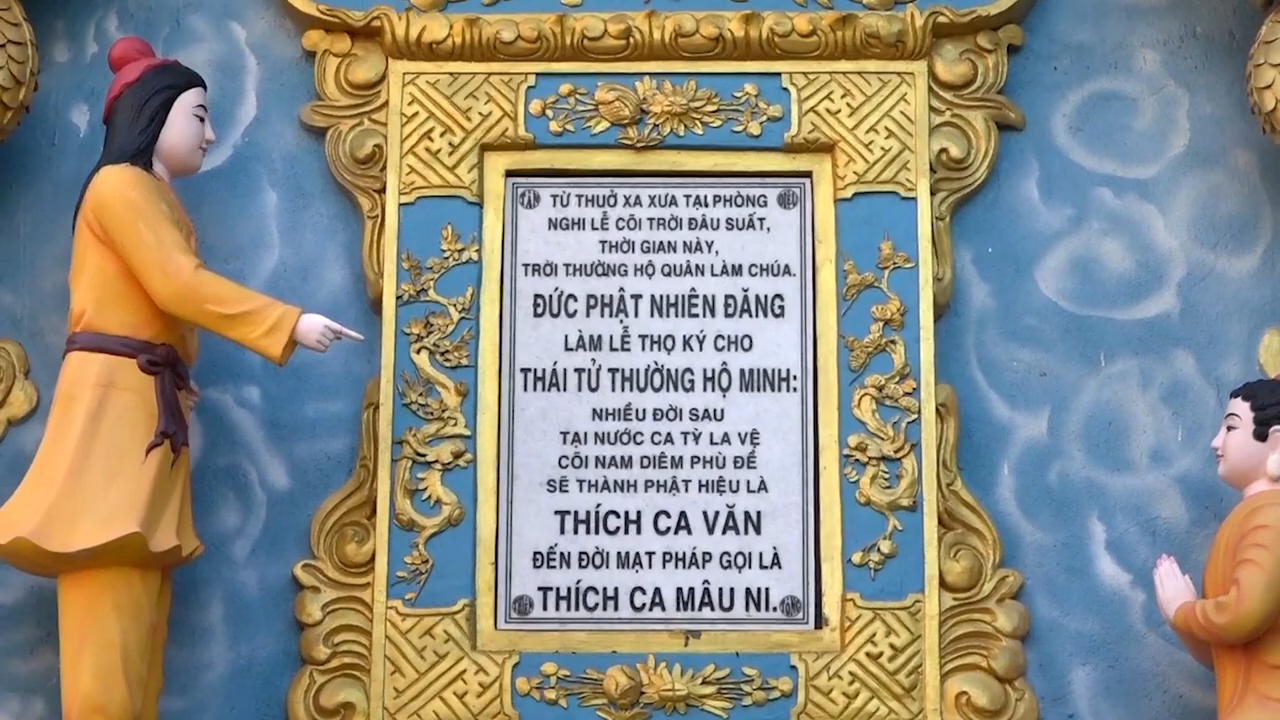 TỪ THUỞ XA XƯA TẠI PHÒNG
NGHI LỄ CÕI TRỜI ĐÂU SUẤT,
THỜI GIAN NÀY,
TRỜI THƯỜNG HỘ QUÂN LÀM CHÚA.
ĐỨC PHẬT NHIÊN ĐĂNG
LÀM LỄ THỌ KÝ CHO
THÁI TỬ THƯỜNG HỘ MINH:
NHIỀU ĐỜI SAU
TẠI NƯỚC CA TỲ LA VỆ
CÕI NAM DIÊM PHÙ ĐỀ
SẼ THÀNH PHẬT HIỆU LÀ
THÍCH CA VĂN
ĐẾN ĐỜI MẠT PHÁP GỌI LÀ
THÍCH CA MÂU NI.